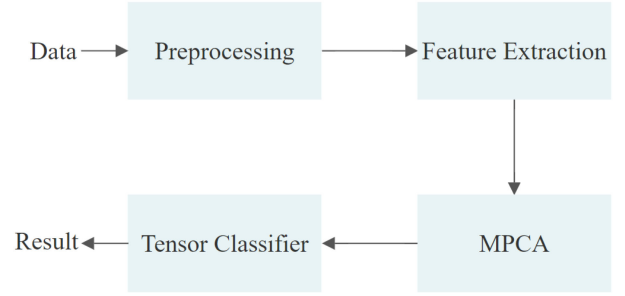 Data
Preprocessing
Feature Extraction
MPCA
Tensor Classifier
Result